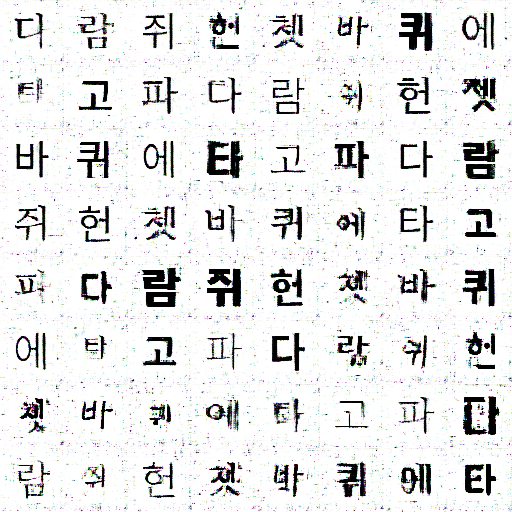 다 람 쥐 헌 쳇 바 퀴 에
타 고 파 다 람 쥐 헌 쳇
바 퀴 에 타 고 파 다 람
쥐 헌 쳇 바 퀴 에 타 고
파 다 람 쥐 헌 쳇 바 퀴
에 타 고 파 다 람 쥐 헌
쳇 바 퀴 에 타 고 파 다
람 쥐 헌 쳇 바 퀴 에 타